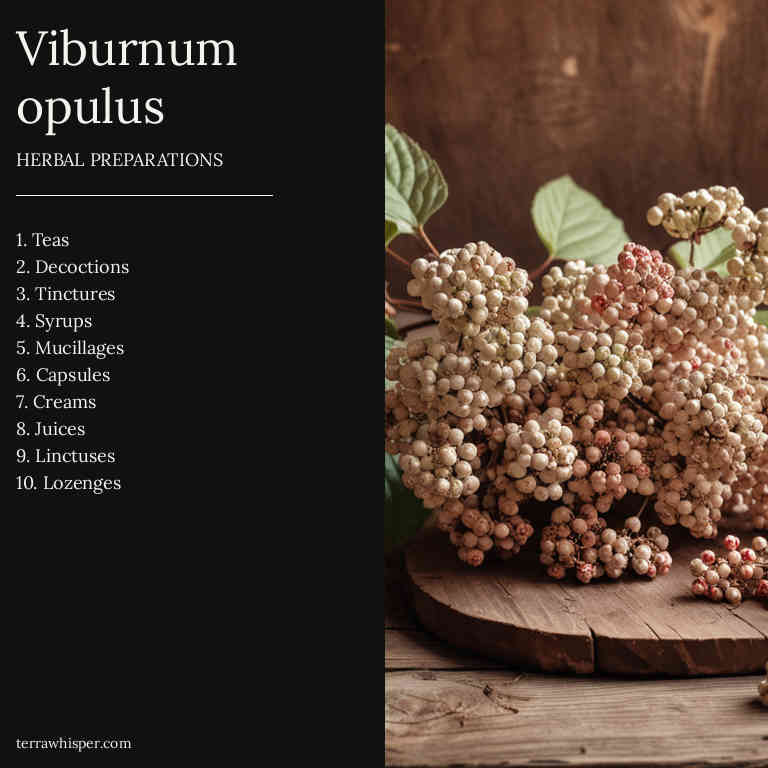 Viburnum
opulus
HERBAL PREPARATIONS
1. Teas
2. Decoctions
3. Tinctures
4. Syrups
5. Mucillages
6. Capsules
7. Creams
8. Juices
9. Linctuses
10. Lozenges
terrawhisper.com